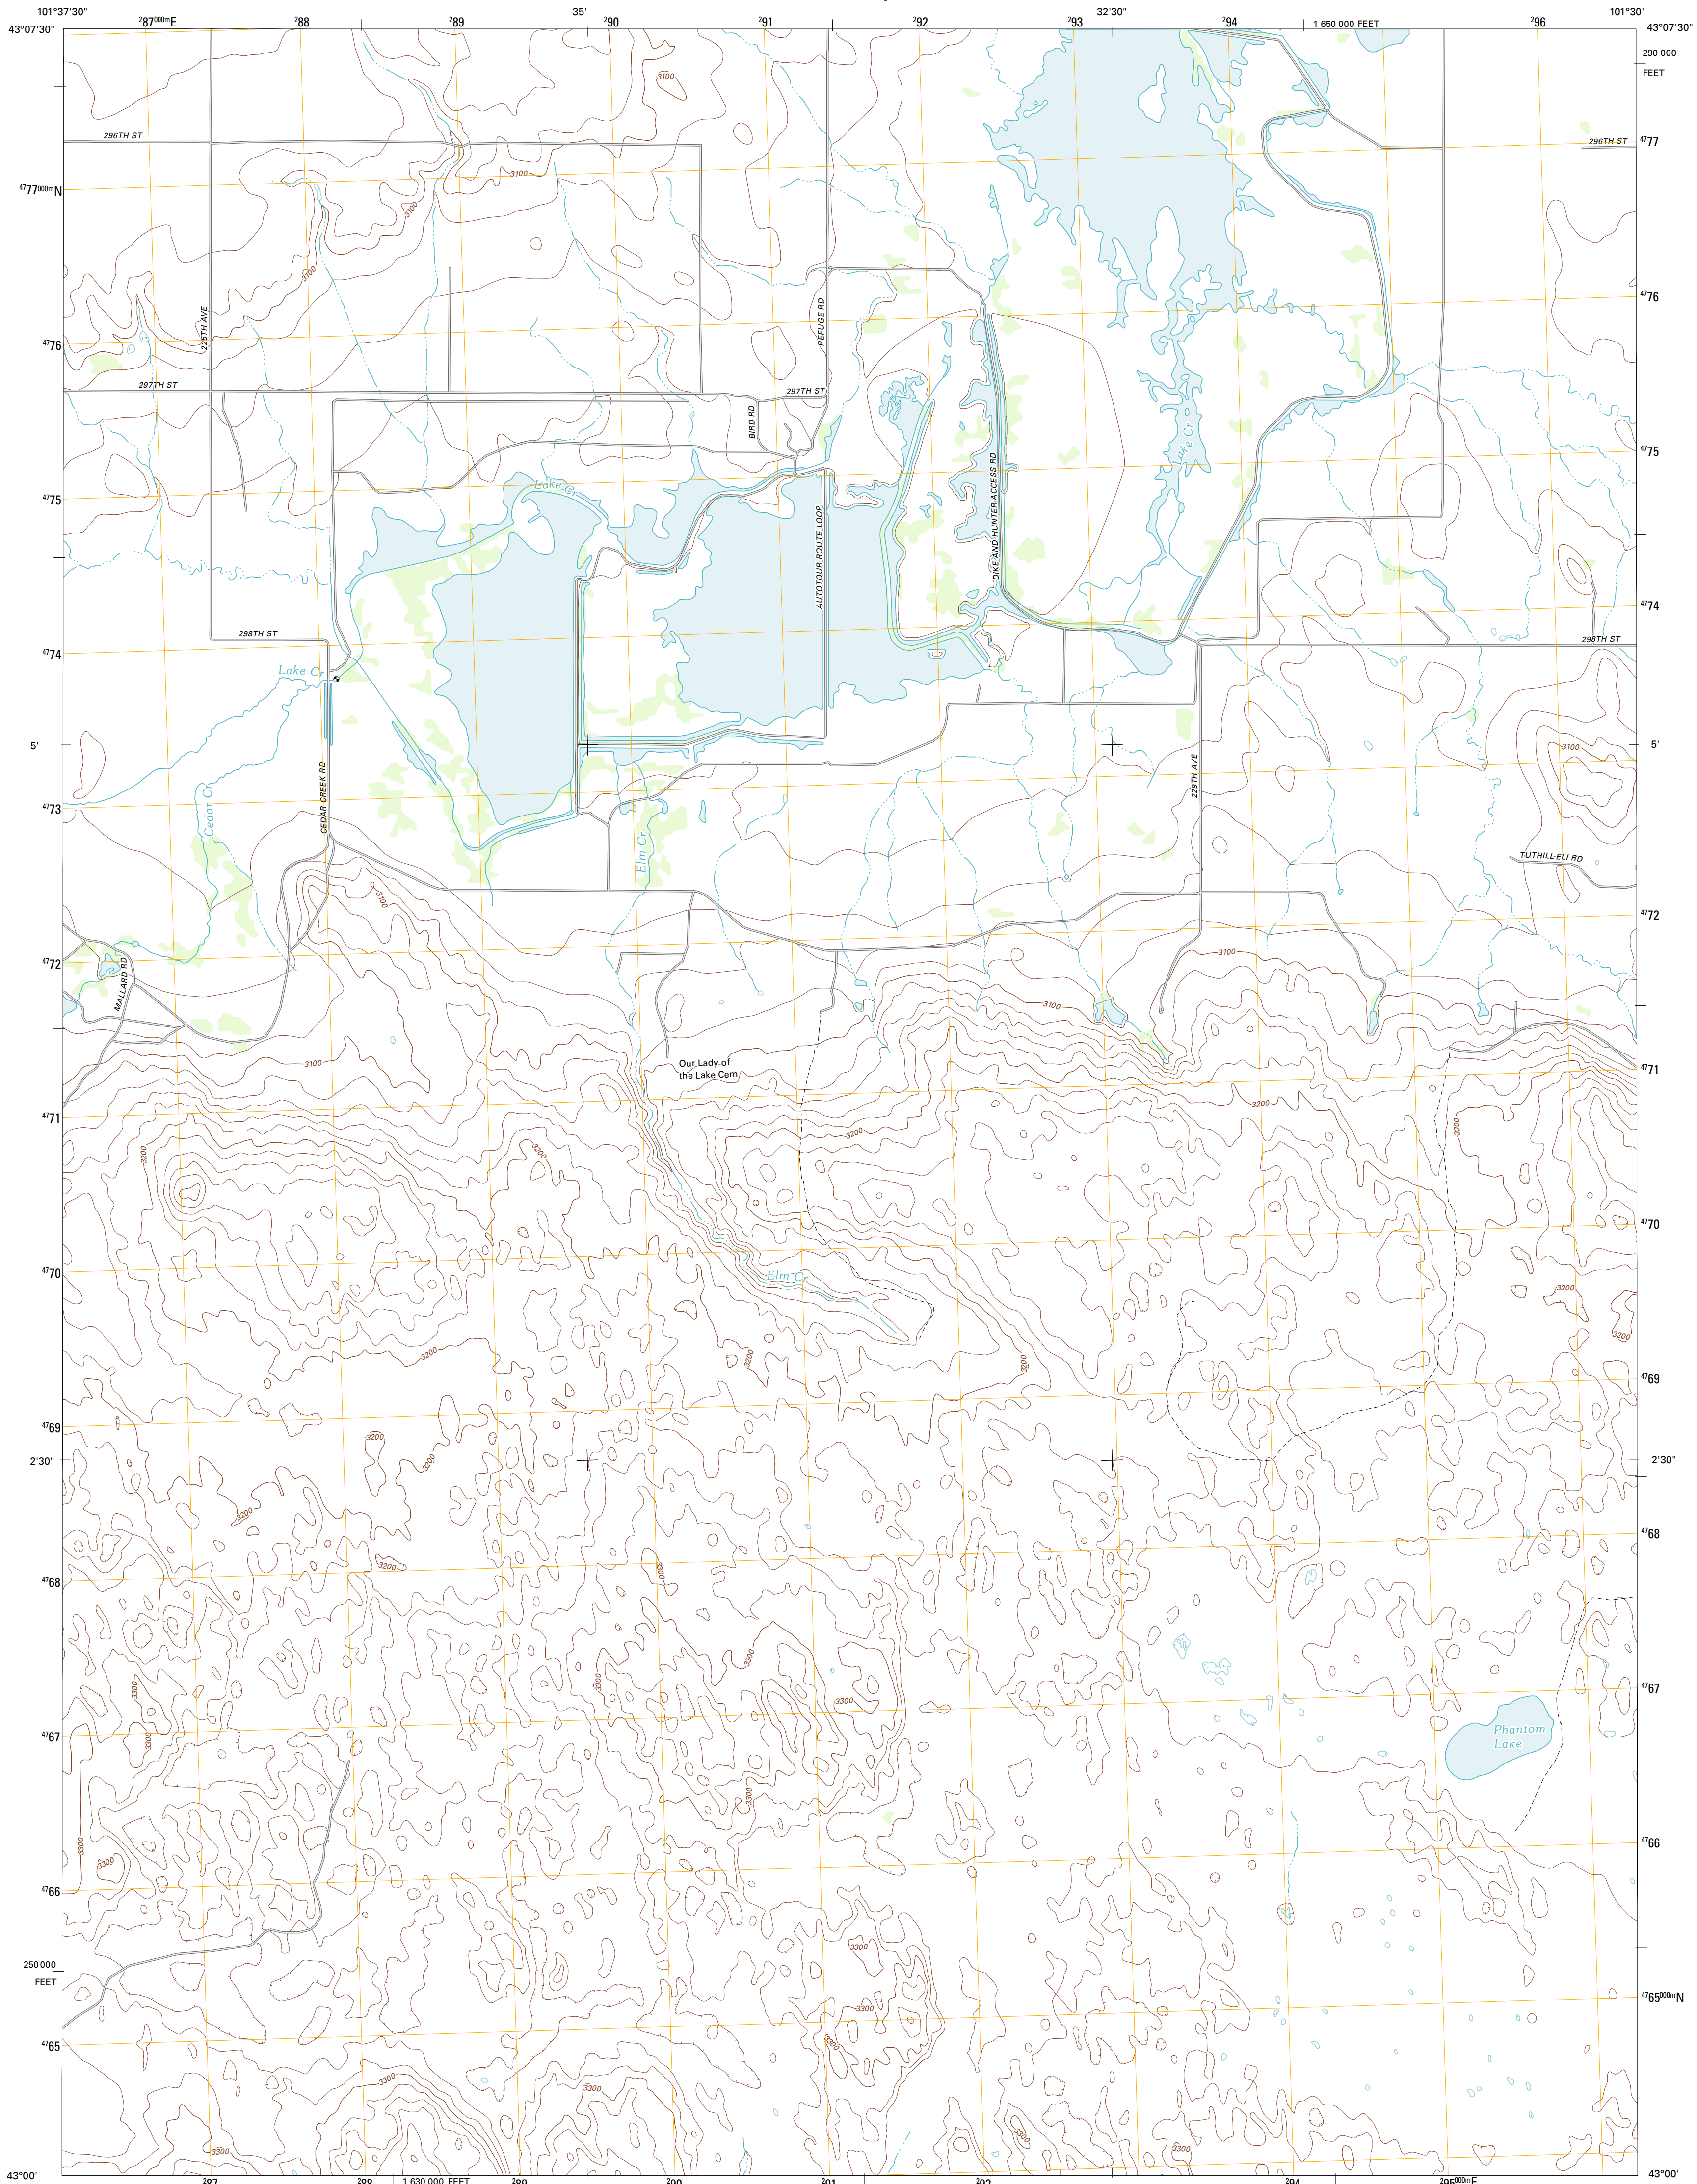 101°37'30"
287000mE
288
35'
289
290
291
292
293
32'30"
294
1 650 000 FEET
296
101°30'
43°07'30"
43°07'30"
290 000
FEET
3100
296TH ST
296TH ST
4777
4777000mN
3100
3100
3100
4776
225TH AVE
REFUGE RD
4776
297TH ST
297TH ST
BIRD RD
Lake Cr
4775
DIKE AND HUNTER ACCESS RD
Lake Cr
4775
AUTOTOUR ROUTE LOOP
4774
298TH ST
298TH ST
4774
Lake Cr
5'
3100
5'
CEDAR CREEK RD
229TH AVE
4773
Cedar Cr
4773
Elm Cr
TUTHILL-ELI RD
3100
4772
4772
MALLARD RD
3100
3100
3100
Our Lady of
the Lake Cem
4771
4771
3200
3200
3200
3200
3200
4770
4770
Elm Cr
3200
3200
3200
3200
3200
4769
4769
3200
3200
2'30"
2'30"
3200
4768
3200
3300
4768
3300
3300
3300
4767
Phantom
Lake
4767
3300
3300
3300
4766
3300
4766
3300
250 000
FEET
3300
4765000mN
3300
4765
3300
3300
3300
3300
3300
43°00'
287
288
1 630 000 FEET
289
290
291
292
294
295000mE
43°00'